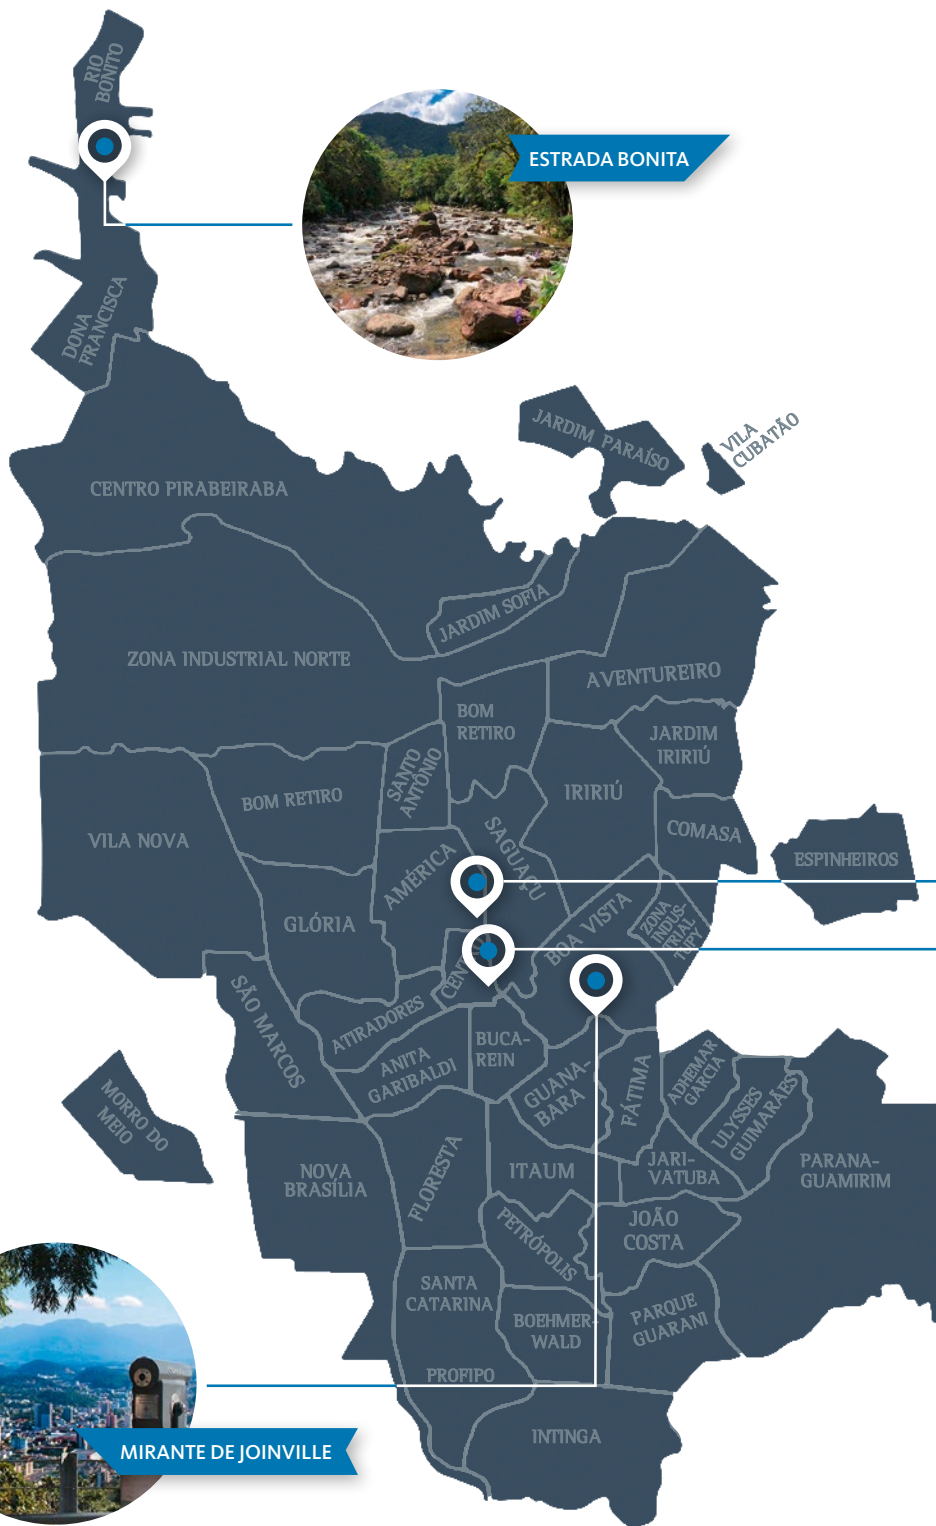 RIO
BONITO
ESTRADA BONITA
DONA
FRANCISCA
JARDIM PARAÍSO
VILA
CUBATÃO
CENTRO PIRABEIRABA
JARDIM SOFIA
ZONA INDUSTRIAL NORTE
AVENTUREIRO
BOM
RETIRO
JARDIM
IRIRIÚ
SANTO
ANTÔNIO
BOM RETIRO
IRIRIÚ
VILA NOVA
SAGUAÇU
COMASA
ESPINHEIROS
AMÉRICA
GLÓRIA
BOA VISTA
ZONA
INDUS-
TRIAL
TUPY
SÃO MARCOS
ATIRADORES
BUCA-
REIN
ANITA
GARIBALDI
GUANA-
BARA
FÁTIMA
ADHEMAR
GARCIA
ULYSSES
GUIMARÃES
MORRO DO
MEIO
NOVA
BRASÍLIA
FLORESTA
ITAUM
JARI-
VATUBA
PARANA-
GUAMIRIM
PETRÓPOLIS
JOÃO
COSTA
SANTA
CATARINA
BOEHMER-
WALD
PARQUE
GUARANI
PROFIPO
MIRANTE DE JOINVILLE
INTINGA